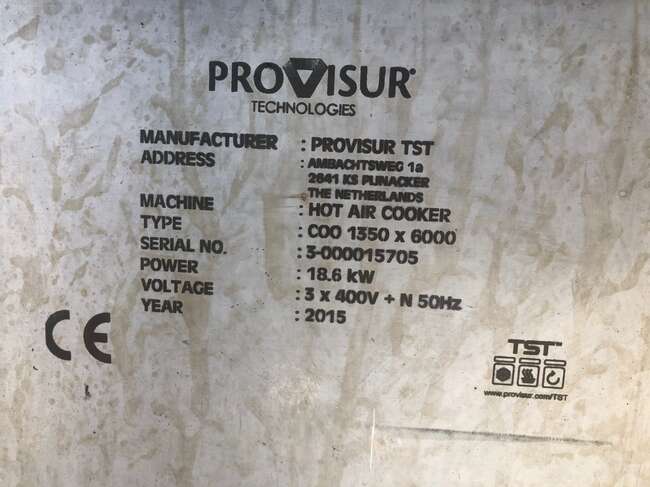 PROVISUR
TECHNOLOGIES
MANUFACTURER : PROVISUR TST
ADDRESS : AMBACHTSWEG 1a
2641 KS PIJNACKER
THE NETHERLANDS
MACHINE : HOT AIR COOKER
TYPE : COO 1350 x 6000
SERIAL NO. : 3-000015705
POWER : 18.6 kW
VOLTAGE : 3 x 400V + N 50Hz
YEAR : 2015
CE
TST™
www.provisur.com/TST